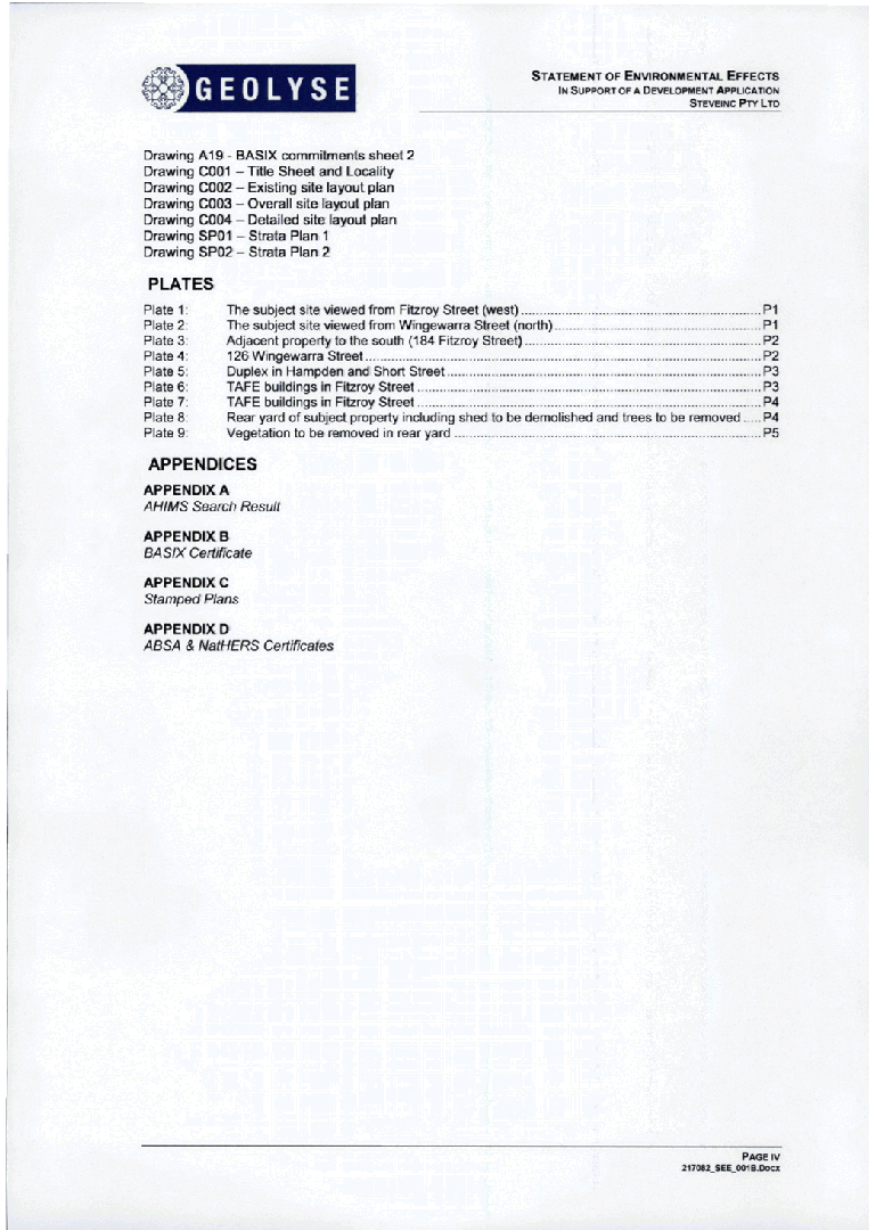 GEOLYSE
STATEMENT OF ENVIRONMENTAL EFFECTS
IN SUPPORT OF A DEVELOPMENT APPLICATION
STEVEINC PTY LTD
Drawing A19 - BASIX commitments sheet 2
Drawing C001 – Title Sheet and Locality
Drawing C002 – Existing site layout plan
Drawing C003 – Overall site layout plan
Drawing C004 – Detailed site layout plan
Drawing SP01 – Strata Plan 1
Drawing SP02 – Strata Plan 2
PLATES
Plate 1: The subject site viewed from Fitzroy Street (west) ........ P1
Plate 2: The subject site viewed from Wingewarra Street (north) ........ P1
Plate 3: Adjacent property to the south (184 Fitzroy Street) ........ P2
Plate 4: 126 Wingewarra Street ........ P2
Plate 5: Duplex in Hampden and Short Street ........ P3
Plate 6: TAFE buildings in Fitzroy Street ........ P3
Plate 7: TAFE buildings in Fitzroy Street ........ P4
Plate 8: Rear yard of subject property including shed to be demolished and trees to be removed ..... P4
Plate 9: Vegetation to be removed in rear yard ........ P5
APPENDICES
APPENDIX A
AHIMS Search Result
APPENDIX B
BASIX Certificate
APPENDIX C
Stamped Plans
APPENDIX D
ABSA & NatHERS Certificates
PAGE IV
217082_SEE_001B.Docx